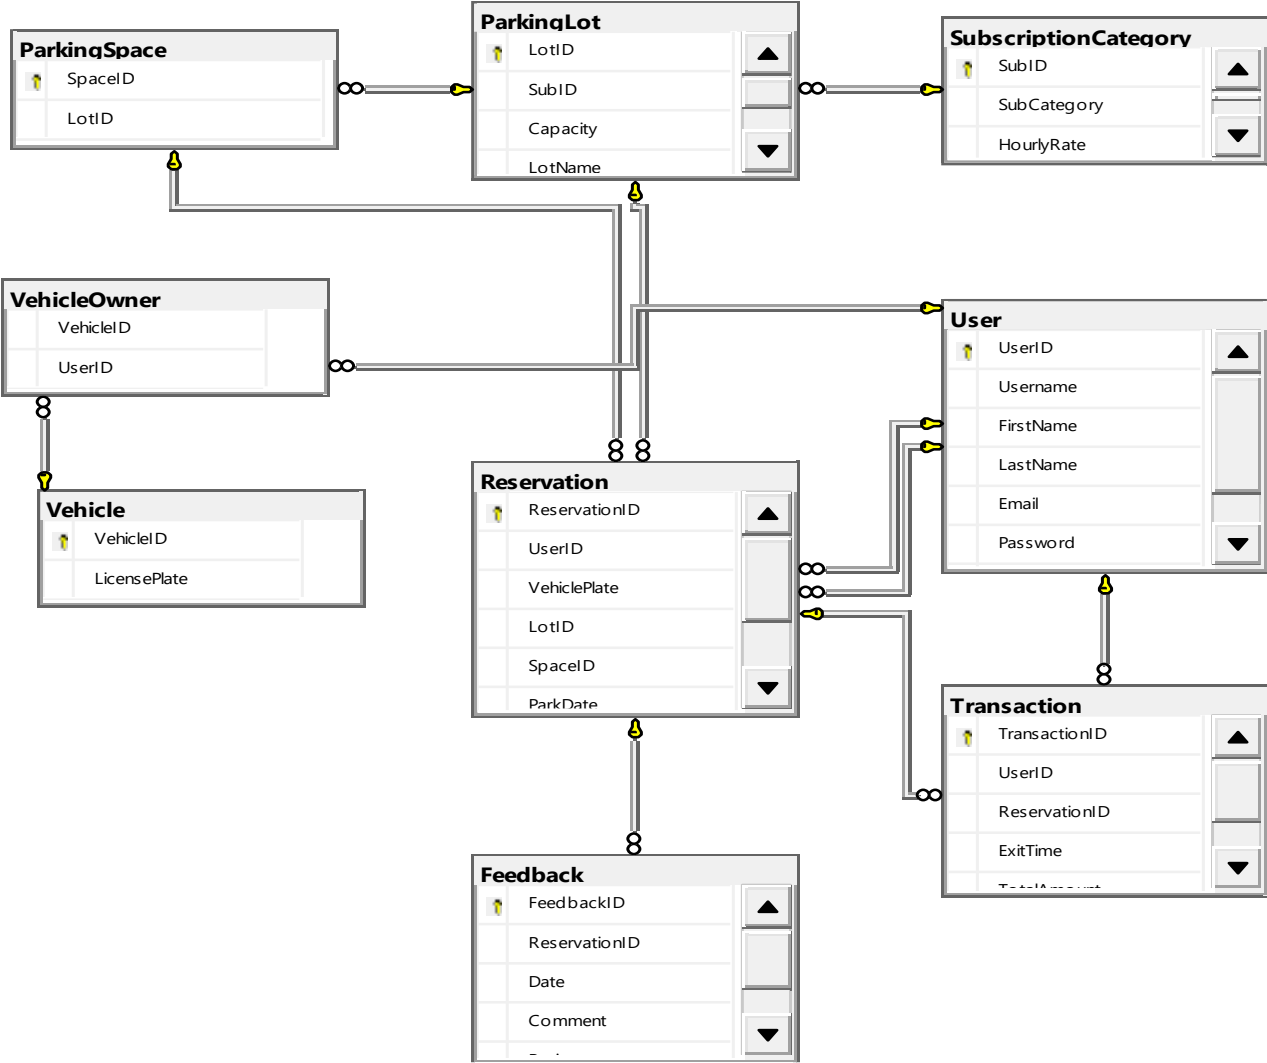 ParkingSpace
SpaceID
LotID
ParkingLot
LotID
SubID
Capacity
LotName
SubscriptionCategory
SubID
SubCategory
HourlyRate
VehicleOwner
VehicleID
UserID
User
UserID
Username
FirstName
LastName
Email
Password
Vehicle
VehicleID
LicensePlate
Reservation
ReservationID
UserID
VehiclePlate
LotID
SpaceID
ParkDate
Transaction
TransactionID
UserID
ReservationID
ExitTime
TotalAmount
Feedback
FeedbackID
ReservationID
Date
Comment